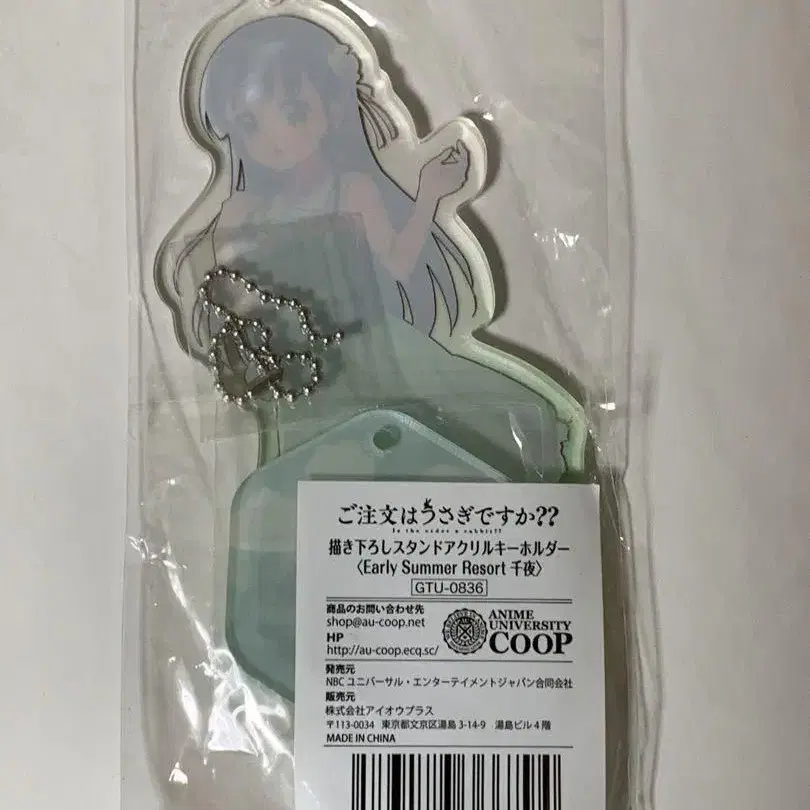 ご注文はうさぎですか??
Is the order a rabbit??
描き下ろしスタンドアクリルキーホルダー
〈Early Summer Resort 千夜〉
GTU-0836
商品のお問い合わせ先
shop@au-coop.net
HP
http://au-coop.ecq.sc/
ANIME
UNIVERSITY
COOP
発売元
NBC ユニバーサル・エンターテイメントジャパン合同会社
販売元
株式会社アイオウプラス
〒113-0034 東京都文京区湯島 3-14-9 湯島ビル 4 階
MADE IN CHINA